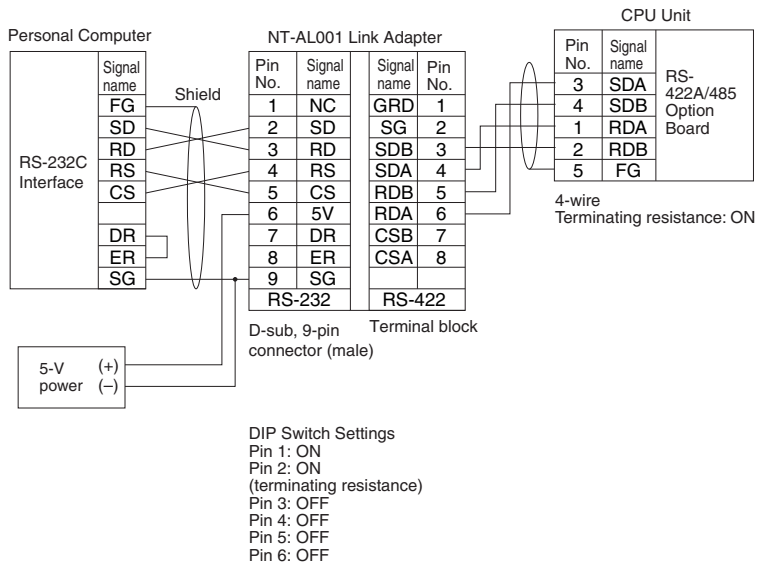 CPU Unit
Personal Computer
NT-AL001 Link Adapter
Signal name
FG
SD
RD
RS
CS
DR
ER
SG
RS-232C Interface
Shield
Pin No. Signal name
1 NC
2 SD
3 RD
4 RS
5 CS
6 5V
7 DR
8 ER
9 SG
RS-232
Signal name Pin No.
GRD 1
SG 2
SDB 3
SDA 4
RDB 5
RDA 6
CSB 7
CSA 8
RS-422
D-sub, 9-pin
connector (male)
Terminal block
Pin No. Signal name
3 SDA
4 SDB
1 RDA
2 RDB
5 FG
RS-
422A/485
Option
Board
4-wire
Terminating resistance: ON
5-V
power
(+)
(–)
DIP Switch Settings
Pin 1: ON
Pin 2: ON
(terminating resistance)
Pin 3: OFF
Pin 4: OFF
Pin 5: OFF
Pin 6: OFF